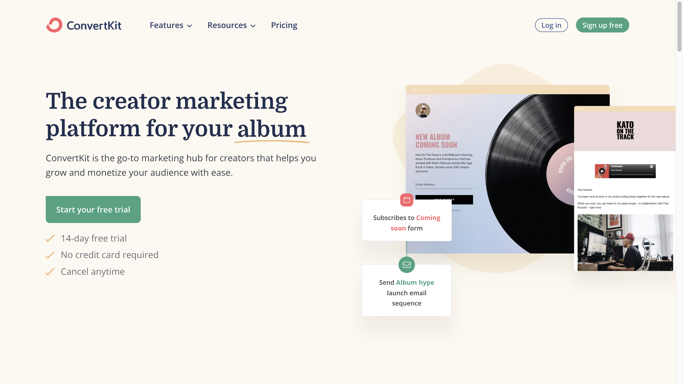 ConvertKit
Features
Resources
Pricing
Log in
Sign up free
The creator marketing
platform for your album
ConvertKit is the go-to marketing hub for creators that helps you
grow and monetize your audience with ease.
Start your free trial
14-day free trial
No credit card required
Cancel anytime
NEW ALBUM
COMING SOON
Subscribes to Coming
soon form
Send Album hype
launch email
sequence
KATO
ON THE
TRACK